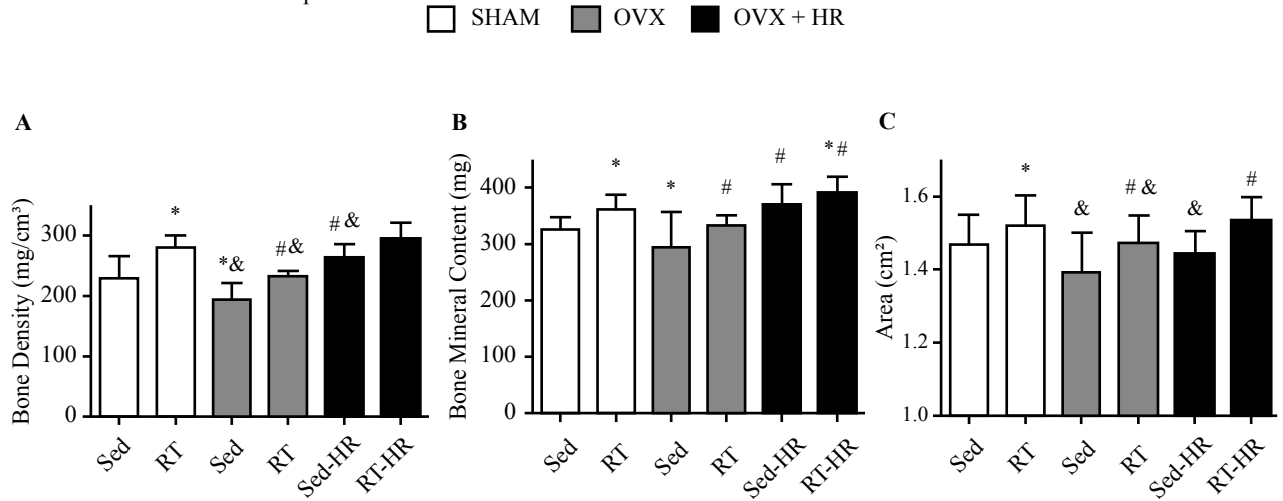 SHAM OVX OVX + HR
A
Bone Density (mg/cm³)
300
200
100
0
*
*&
#&
#&
Sed RT Sed RT Sed-HR RT-HR
B
Bone Mineral Content (mg)
400
300
200
100
0
*
*
#
#
*#
Sed RT Sed RT Sed-HR RT-HR
C
Area (cm²)
1.6
1.4
1.2
1.0
*
&
# &
&
#
Sed RT Sed RT Sed-HR RT-HR